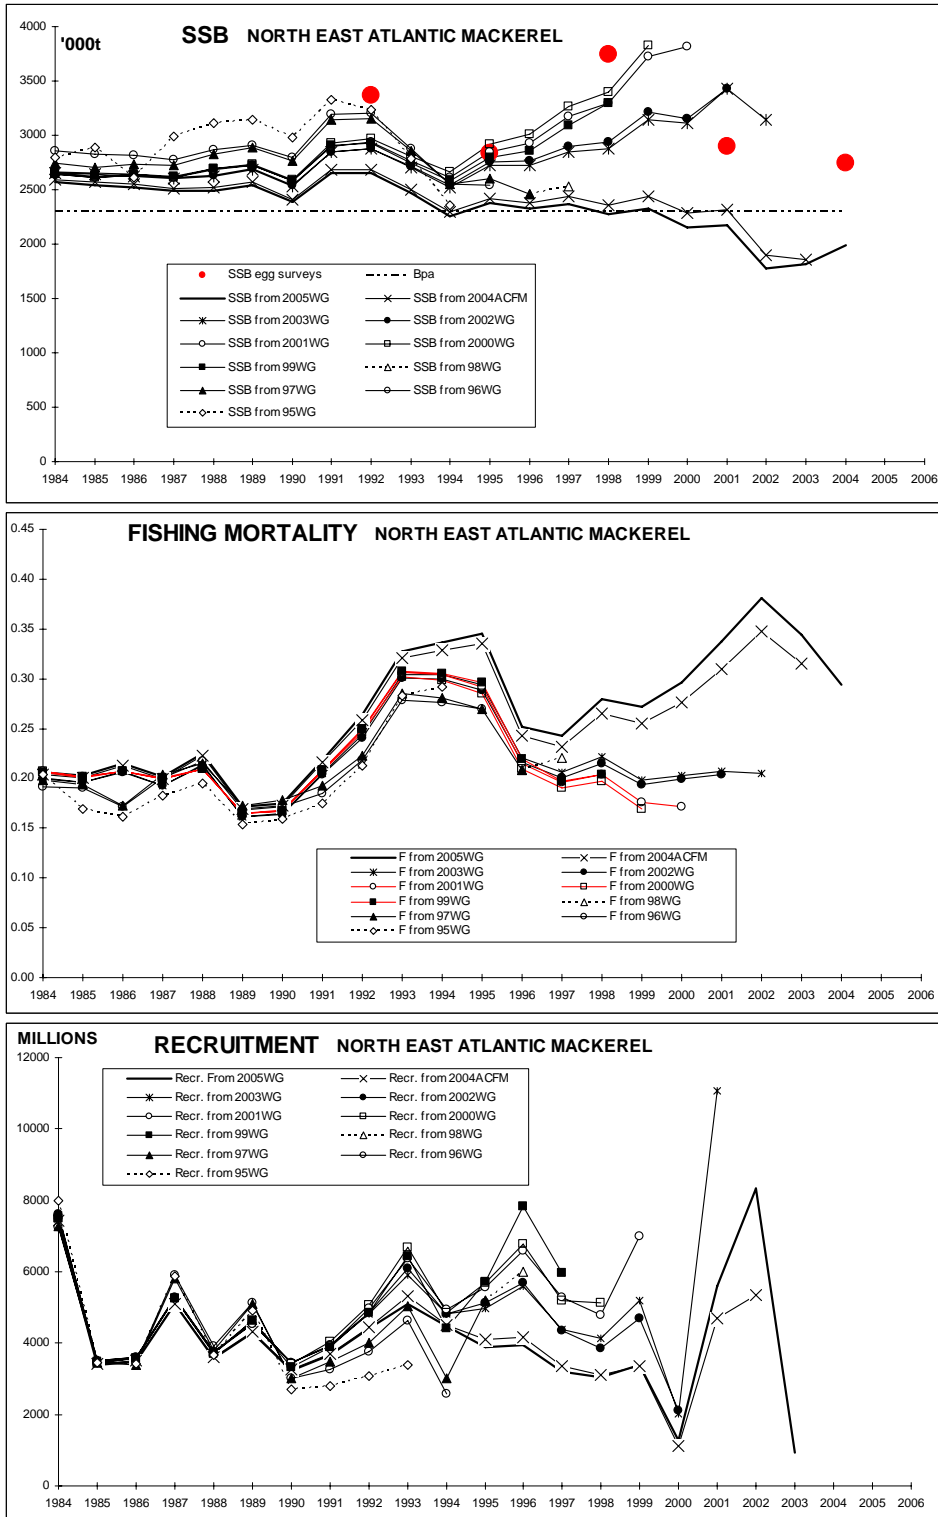 SSB NORTH EAST ATLANTIC MACKEREL
'000t
4000
3500
3000
2500
2000
1500
1000
500
0
SSB egg surveys Bpa
SSB from 2005WG SSB from 2004ACFM
SSB from 2003WG SSB from 2002WG
SSB from 2001WG SSB from 2000WG
SSB from 99WG SSB from 98WG
SSB from 97WG SSB from 96WG
SSB from 95WG
1984 1985 1986 1987 1988 1989 1990 1991 1992 1993 1994 1995 1996 1997 1998 1999 2000 2001 2002 2003 2004 2005 2006
FISHING MORTALITY NORTH EAST ATLANTIC MACKEREL
0.45
0.40
0.35
0.30
0.25
0.20
0.15
0.10
0.05
0.00
F from 2005WG F from 2004ACFM
F from 2003WG F from 2002WG
F from 2001WG F from 2000WG
F from 99WG F from 98WG
F from 97WG F from 96WG
F from 95WG
1984 1985 1986 1987 1988 1989 1990 1991 1992 1993 1994 1995 1996 1997 1998 1999 2000 2001 2002 2003 2004 2005 2006
MILLIONS
RECRUITMENT NORTH EAST ATLANTIC MACKEREL
12000
10000
8000
6000
4000
2000
0
Recr. From 2005WG Recr. from 2004ACFM
Recr. from 2003WG Recr. from 2002WG
Recr. from 2001WG Recr. from 2000WG
Recr. from 99WG Recr. from 98WG
Recr. from 97WG Recr. from 96WG
Recr. from 95WG
1984 1985 1986 1987 1988 1989 1990 1991 1992 1993 1994 1995 1996 1997 1998 1999 2000 2001 2002 2003 2004 2005 2006